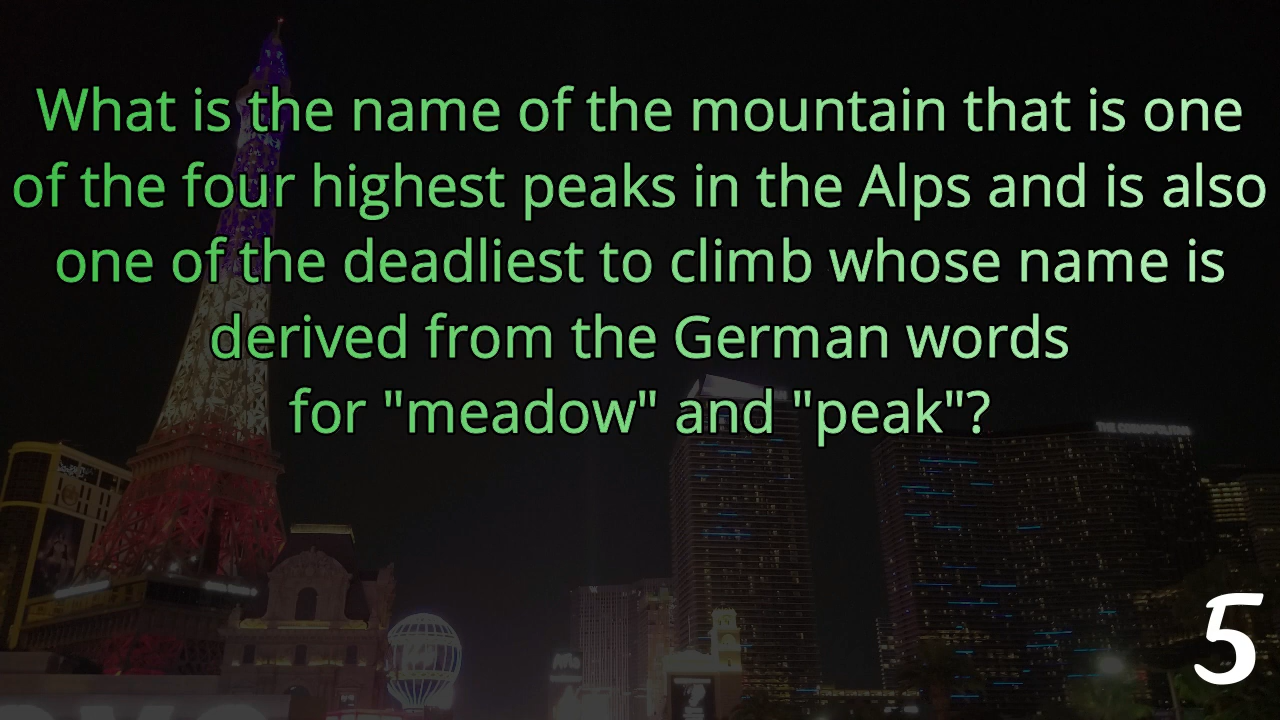 What is the name of the mountain that is one
of the four highest peaks in the Alps and is also
one of the deadliest to climb whose name is
derived from the German words
for "meadow" and "peak"?
THE COSMOPOLITAN
5